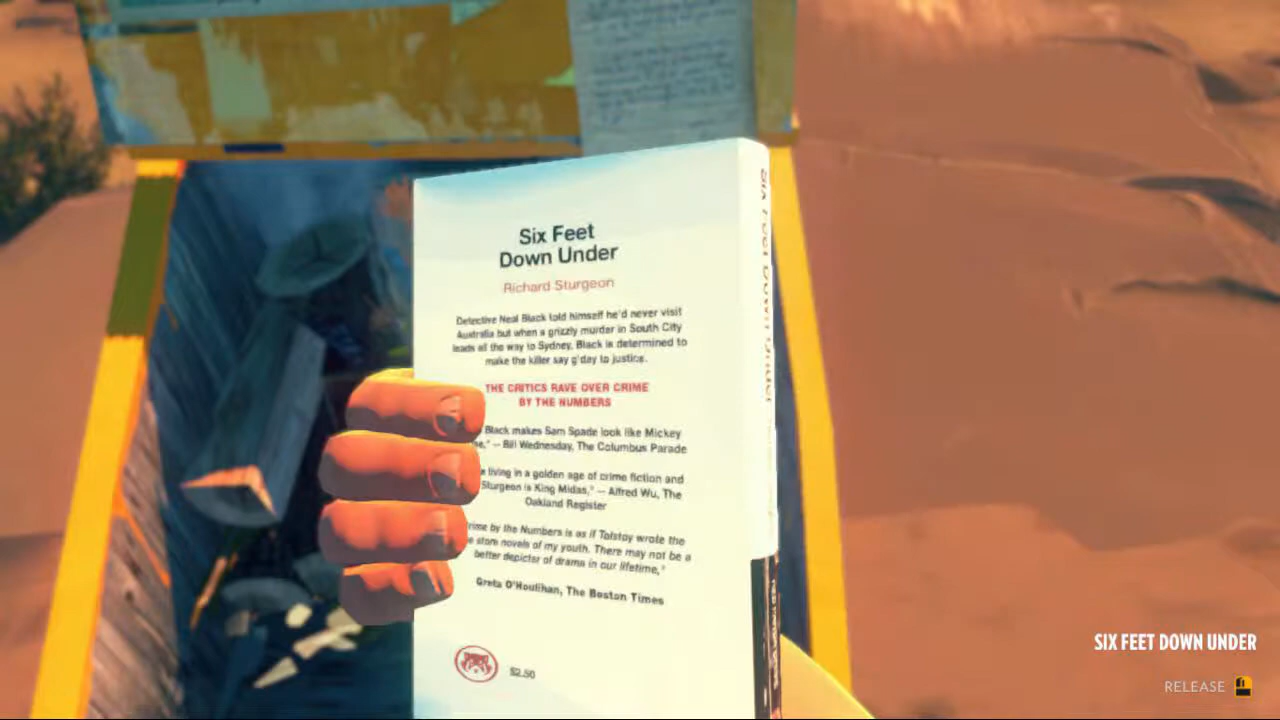 Six Feet
Down Under
Richard Sturgeon
Detective Neal Black told himself he'd never visit
Australia but when a grizzly murder in South City
leads all the way to Sydney, Black is determined to
make the killer say g'day to justice.
THE CRITICS RAVE OVER CRIME
BY THE NUMBERS
Black makes Sam Spade look like Mickey
— Bill Wednesday, The Columbus Parade
living in a golden age of crime fiction and
Sturgeon is King Midas," — Alfred Wu, The
Oakland Register
by the Numbers is as if Tolstoy wrote the
store novels of my youth. There may not be a
better depicter of drama in our lifetime,"
Greta O'Houlihan, The Boston Times
$2.50
Six Feet Down Under
SIX FEET DOWN UNDER
RELEASE